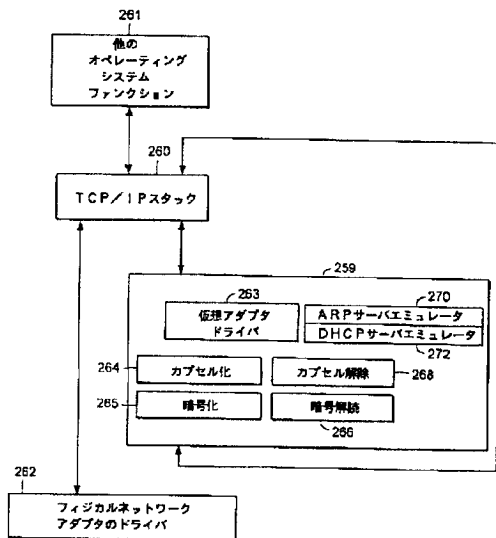 261
他の
オペレーティング
システム
ファンクション
260
TCP/IPスタック
259
263
仮想アダプタ
ドライバ
270
ARPサーバエミュレータ
DHCPサーバエミュレータ
272
264
カプセル化
カプセル解除
268
265
暗号化
暗号解読
266
262
フィジカルネットワーク
アダプタのドライバ